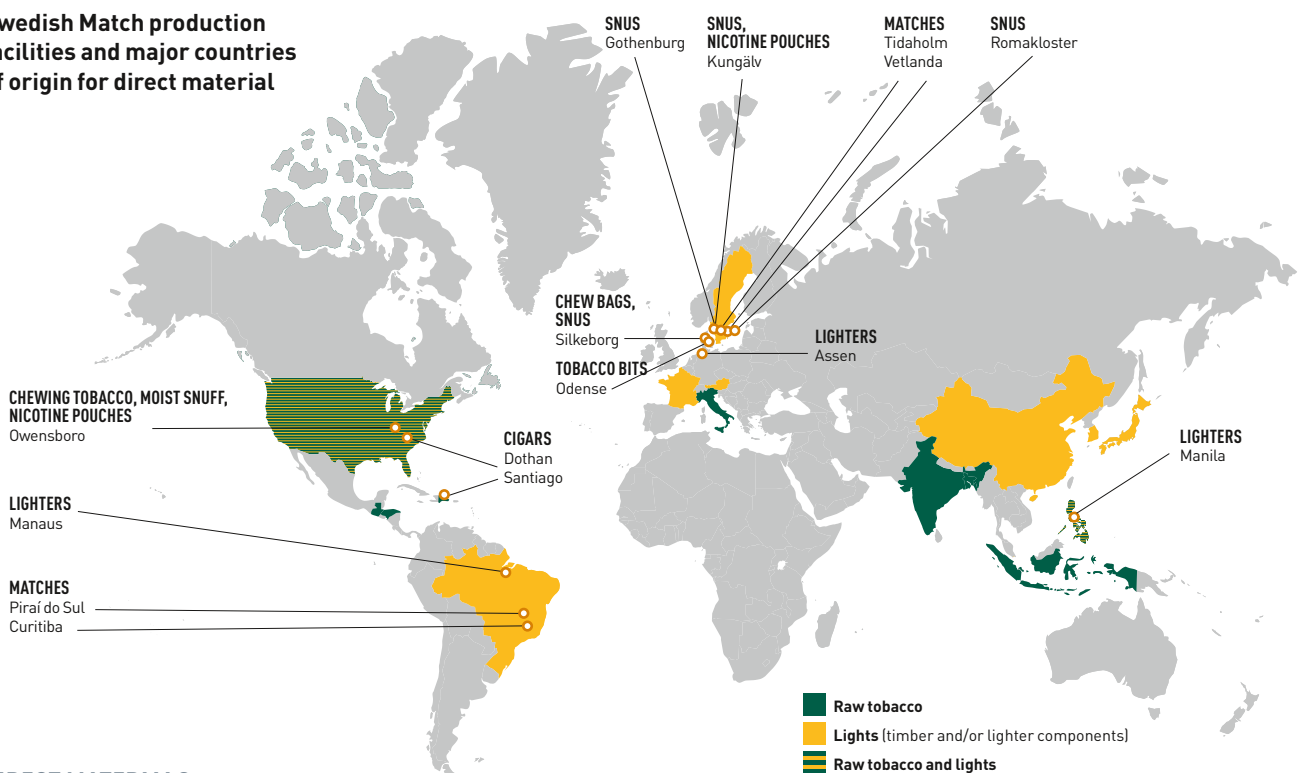 wedish Match production
acilities and major countries
f origin for direct material
SNUS
Gothenburg
SNUS,
NICOTINE POUCHES
Kungälv
MATCHES
Tidaholm
Vetlanda
SNUS
Romakloster
CHEW BAGS,
SNUS
Silkeborg
TOBACCO BITS
Odense
LIGHTERS
Assen
CHEWING TOBACCO, MOIST SNUFF,
NICOTINE POUCHES
Owensboro
CIGARS
Dothan
Santiago
LIGHTERS
Manila
LIGHTERS
Manaus
MATCHES
Piraí do Sul
Curitiba
Raw tobacco
Lights (timber and/or lighter components)
Raw tobacco and lights